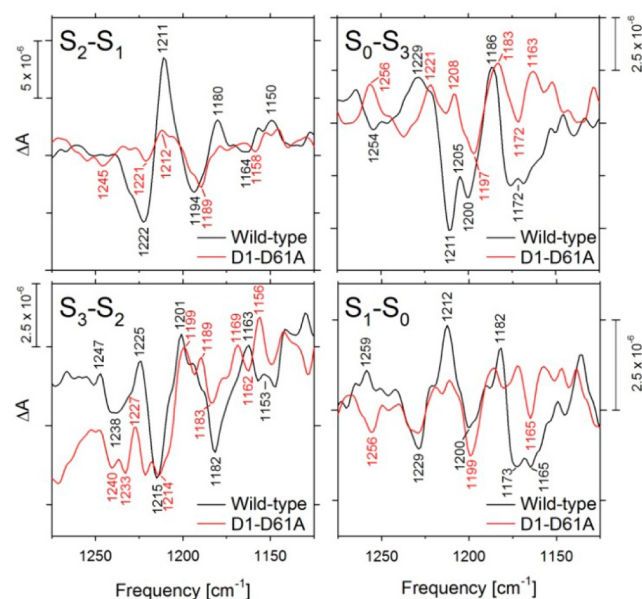 S2–S1
5 x 10-6
1211
1180
1150
1245
1221
1212
1164
1158
1194
1189
1222
Wild-type
D1-D61A
ΔA
S0–S3
2.5 x 10-6
1256
1229
1221
1208
1186
1183
1163
1254
1205
1200
1197
1172
1172
1211
Wild-type
D1-D61A
S3–S2
2.5 x 10-6
1247
1225
1201
1199
1189
1169
1163
1156
1238
1227
1183
1162
1153
1182
1240
1233
1215
1214
Wild-type
D1-D61A
ΔA
1250
1200
1150
Frequency [cm-1]
S1–S0
2.5 x 10-6
1259
1212
1182
1256
1229
1200
1199
1165
1173
1165
Wild-type
D1-D61A
1250
1200
1150
Frequency [cm-1]